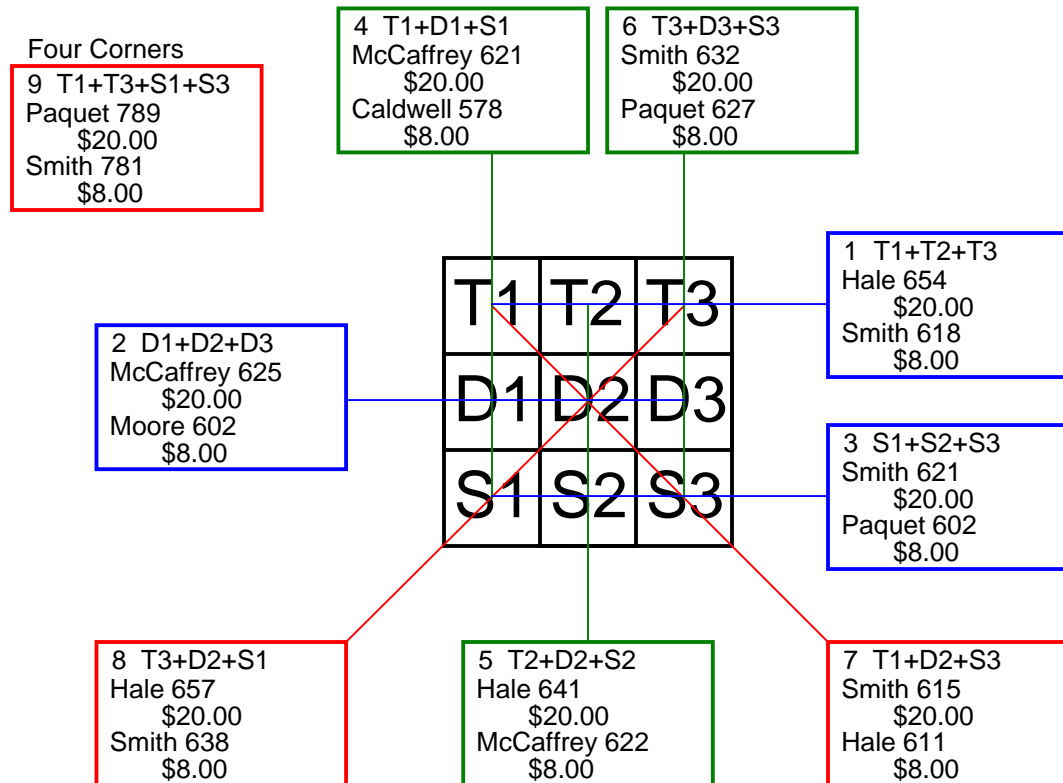 Four Corners
9 T1+T3+S1+S3
Paquet 789
$20.00
Smith 781
$8.00
4 T1+D1+S1
McCaffrey 621
$20.00
Caldwell 578
$8.00
6 T3+D3+S3
Smith 632
$20.00
Paquet 627
$8.00
1 T1+T2+T3
Hale 654
$20.00
Smith 618
$8.00
2 D1+D2+D3
McCaffrey 625
$20.00
Moore 602
$8.00
T1 T2 T3
D1 D2 D3
S1 S2 S3
3 S1+S2+S3
Smith 621
$20.00
Paquet 602
$8.00
8 T3+D2+S1
Hale 657
$20.00
Smith 638
$8.00
5 T2+D2+S2
Hale 641
$20.00
McCaffrey 622
$8.00
7 T1+D2+S3
Smith 615
$20.00
Hale 611
$8.00